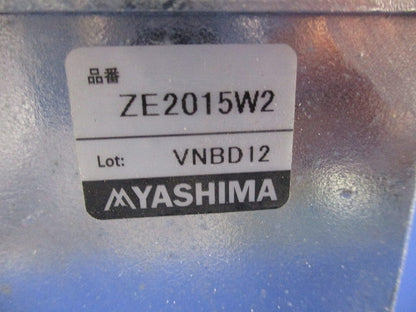 品番
ZE2015W2
Lot: VNBD12
YASHIMA